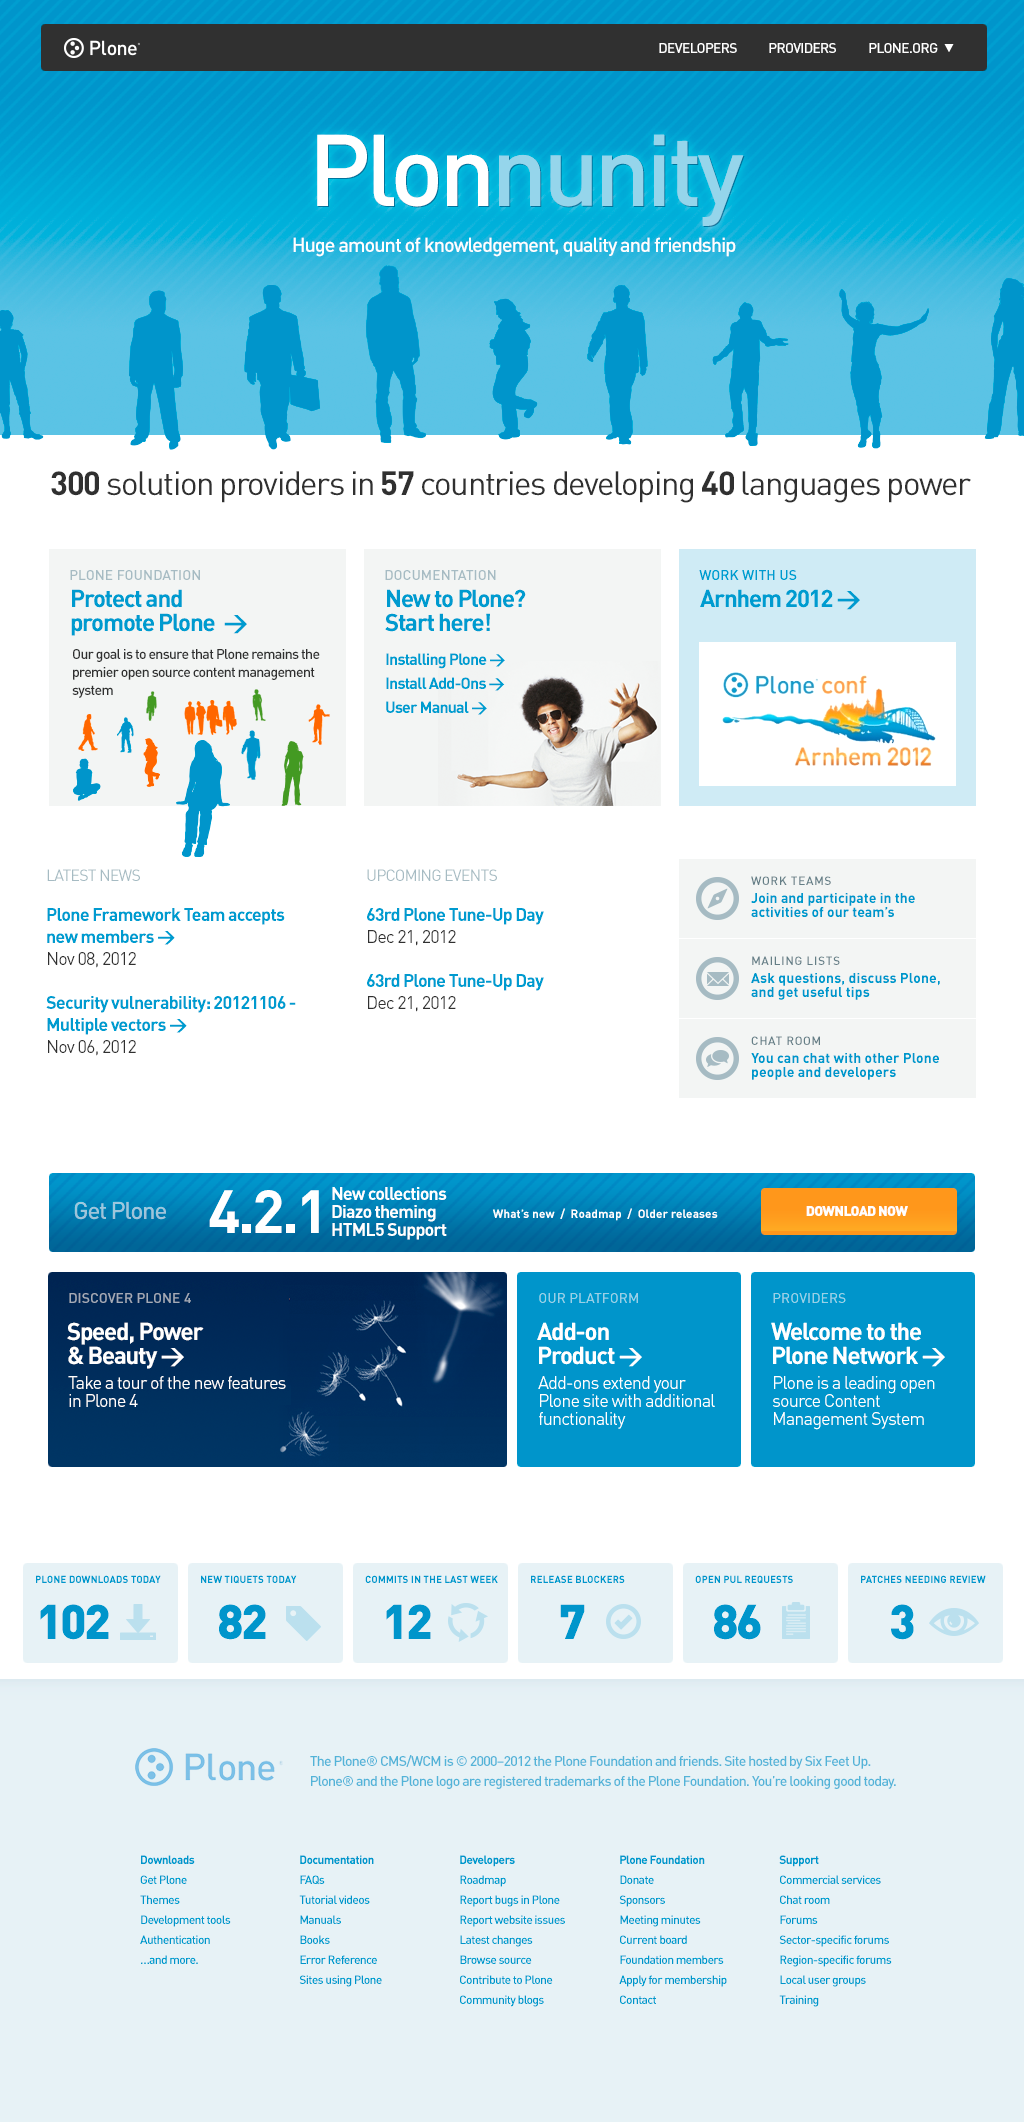 Plone
DEVELOPERS PROVIDERS PLONE.ORG ▼
Plonnunity
Huge amount of knowledgement, quality and friendship
300 solution providers in 57 countries developing 40 languages power
PLONE FOUNDATION
Protect and
promote Plone →
Our goal is to ensure that Plone remains the
premier open source content management
system
DOCUMENTATION
New to Plone?
Start here!
Installing Plone →
Install Add-Ons →
User Manual →
WORK WITH US
Arnhem 2012 →
Plone conf
Arnhem 2012
LATEST NEWS
Plone Framework Team accepts
new members →
Nov 08, 2012
Security vulnerability: 20121106 -
Multiple vectors →
Nov 06, 2012
UPCOMING EVENTS
63rd Plone Tune-Up Day
Dec 21, 2012
63rd Plone Tune-Up Day
Dec 21, 2012
WORK TEAMS
Join and participate in the
activities of our team's
MAILING LISTS
Ask questions, discuss Plone,
and get useful tips
CHAT ROOM
You can chat with other Plone
people and developers
Get Plone
4.2.1
New collections
Diazo theming
HTML5 Support
What's new / Roadmap / Older releases
DOWNLOAD NOW
DISCOVER PLONE 4
Speed, Power
& Beauty →
Take a tour of the new features
in Plone 4
OUR PLATFORM
Add-on
Product →
Add-ons extend your
Plone site with additional
functionality
PROVIDERS
Welcome to the
Plone Network →
Plone is a leading open
source Content
Management System
PLONE DOWNLOADS TODAY
102
NEW TIQUETS TODAY
82
COMMITS IN THE LAST WEEK
12
RELEASE BLOCKERS
7
OPEN PUL REQUESTS
86
PATCHES NEEDING REVIEW
3
Plone
The Plone® CMS/WCM is © 2000–2012 the Plone Foundation and friends. Site hosted by Six Feet Up.
Plone® and the Plone logo are registered trademarks of the Plone Foundation. You're looking good today.
Downloads
Get Plone
Themes
Development tools
Authentication
...and more.
Documentation
FAQs
Tutorial videos
Manuals
Books
Error Reference
Sites using Plone
Developers
Roadmap
Report bugs in Plone
Report website issues
Latest changes
Browse source
Contribute to Plone
Community blogs
Plone Foundation
Donate
Sponsors
Meeting minutes
Current board
Foundation members
Apply for membership
Contact
Support
Commercial services
Chat room
Forums
Sector-specific forums
Region-specific forums
Local user groups
Training